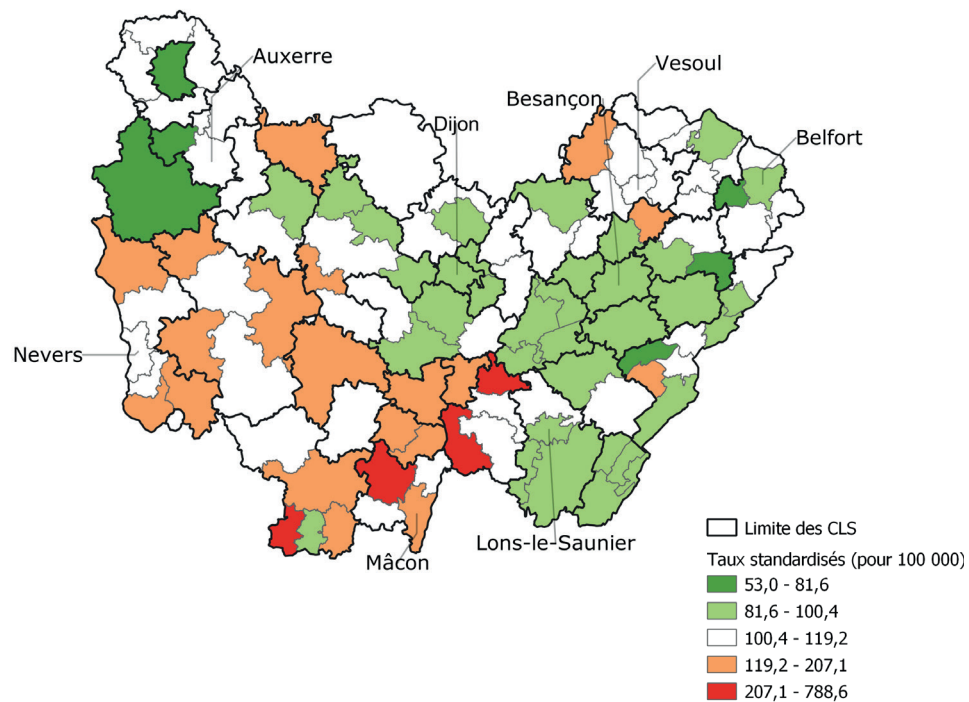 Auxerre
Vesoul
Besançon
Dijon
Belfort
Nevers
Lons-le-Saunier
Mâcon
Limite des CLS
Taux standardisés (pour 100 000)
53,0 - 81,6
81,6 - 100,4
100,4 - 119,2
119,2 - 207,1
207,1 - 788,6